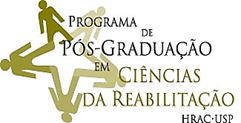 PROGRAMA
DE
PÓS-GRADUAÇÃO
EM
CIÊNCIAS
DA REABILITAÇÃO
HRAC·USP